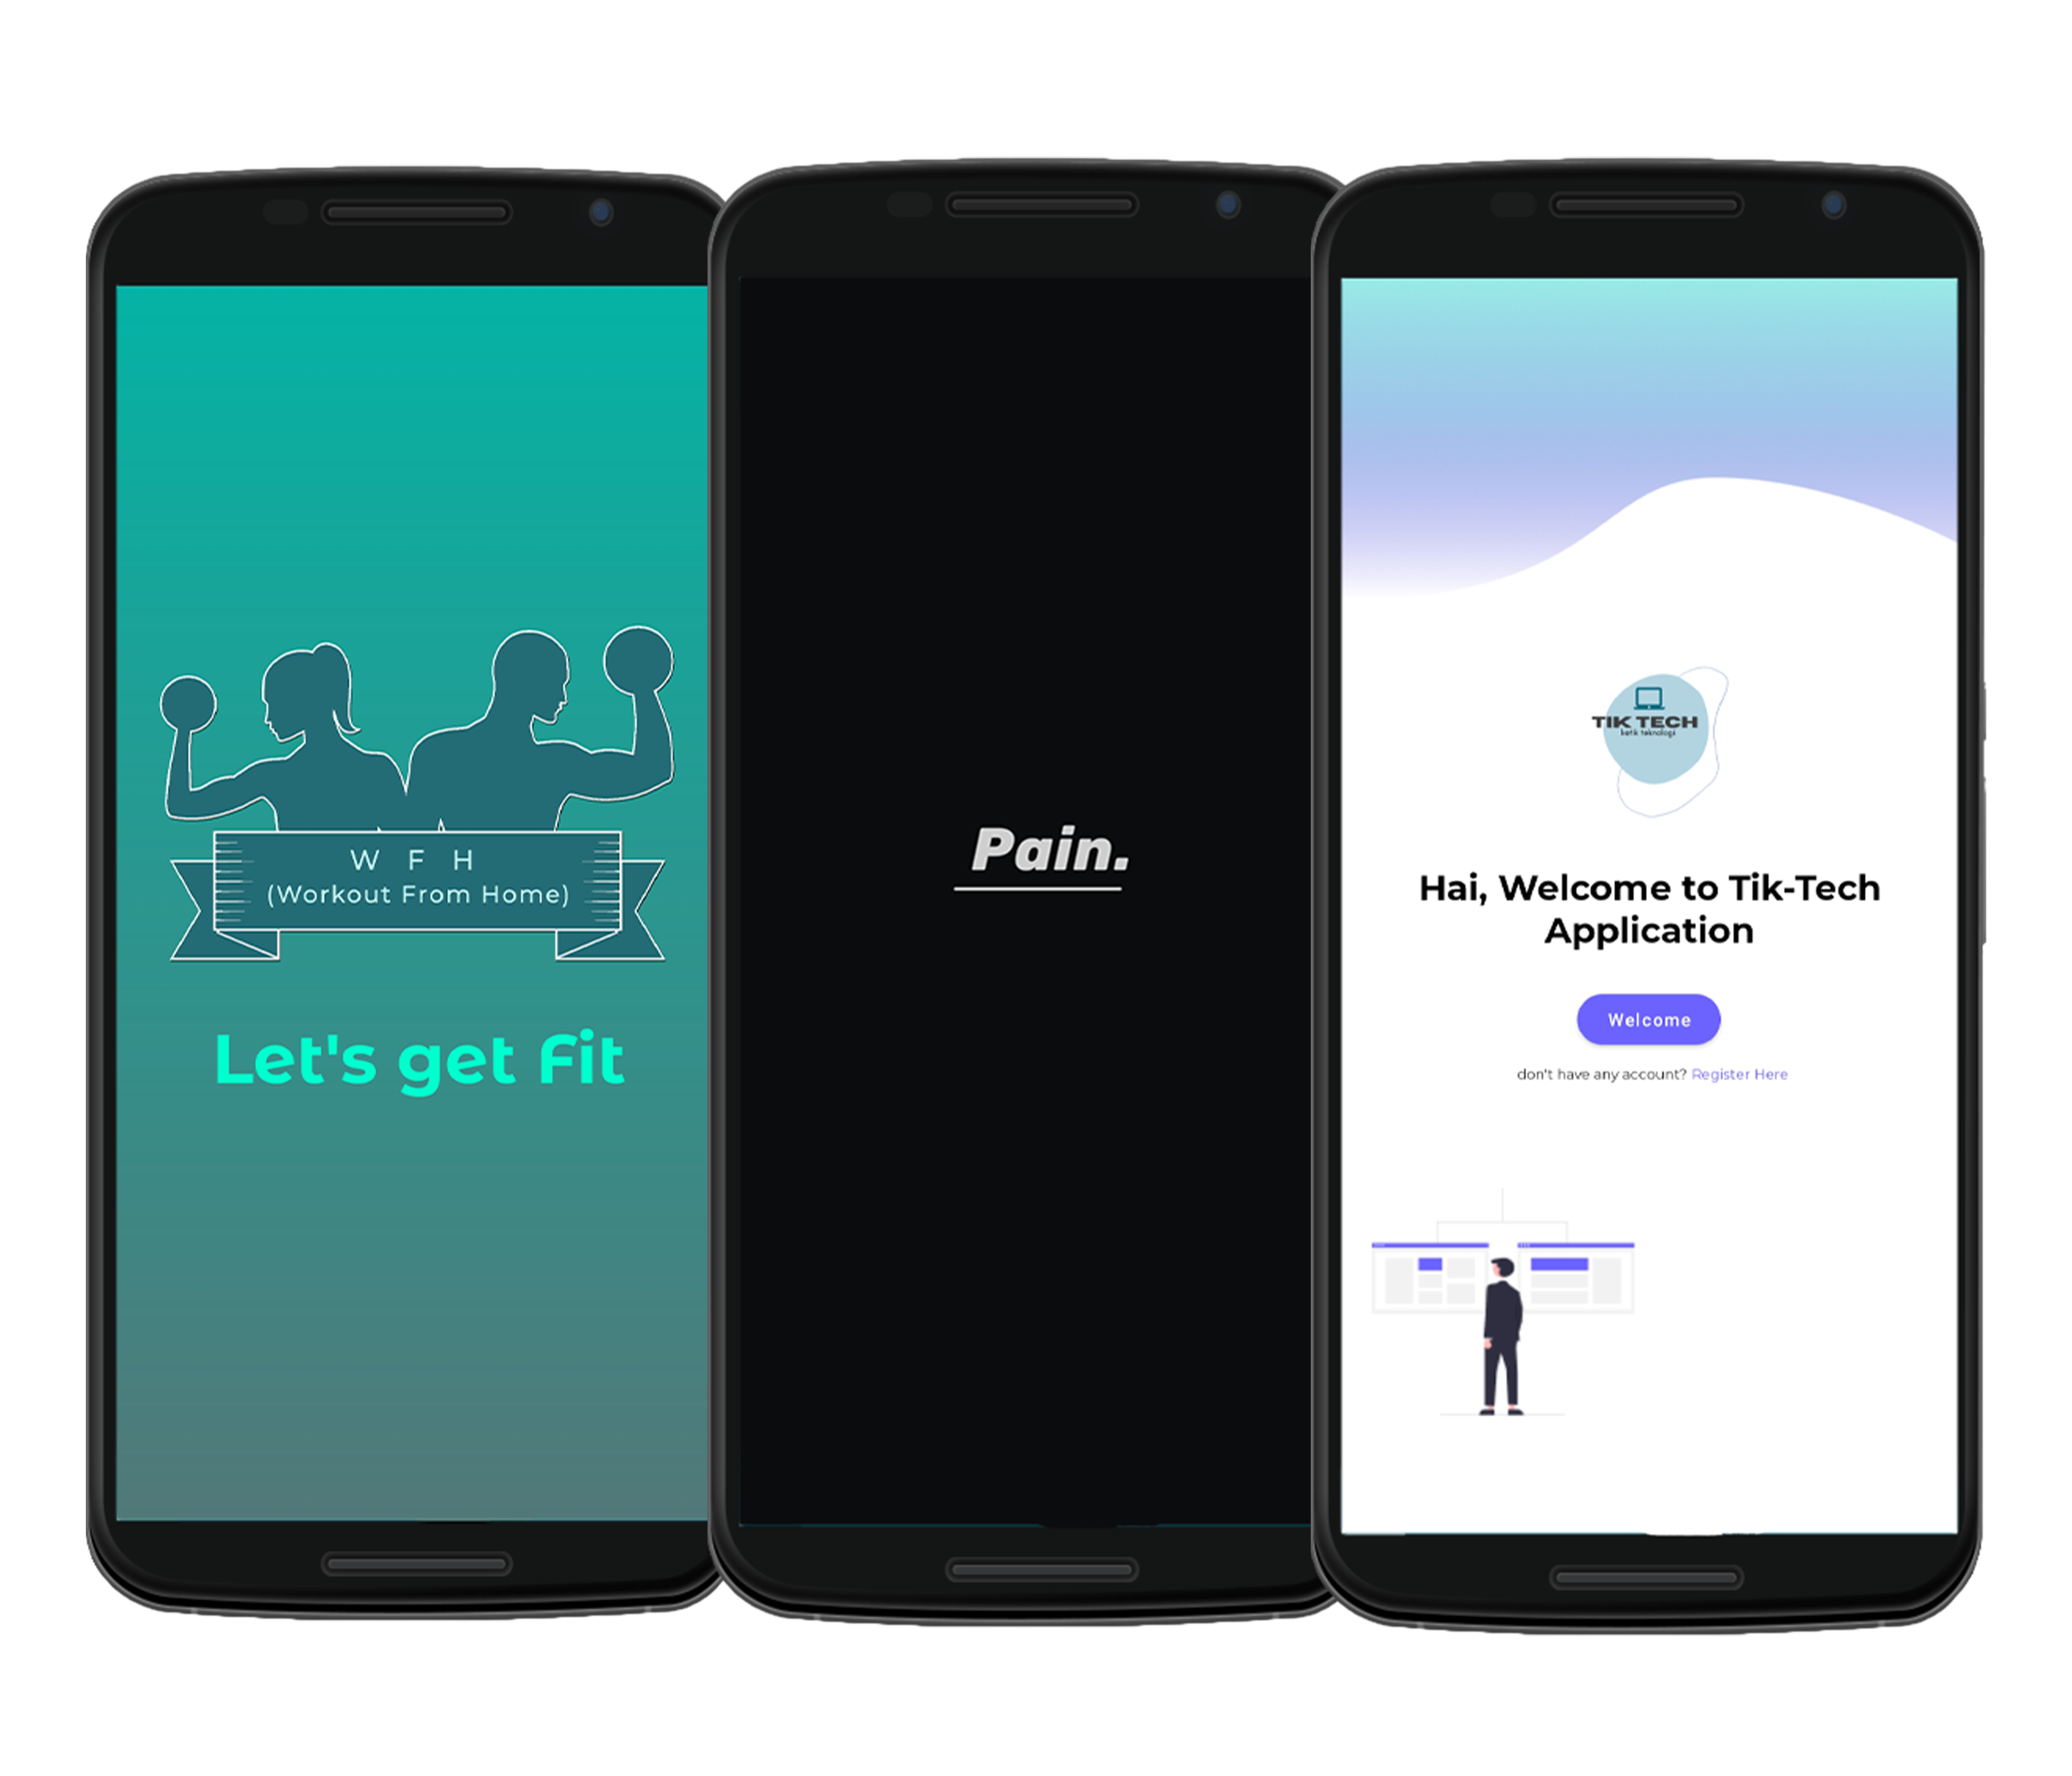 W F H
(Workout From Home)
Let's get Fit
Pain.
TIK TECH
ketik teknologi
Hai, Welcome to Tik-Tech
Application
Welcome
don't have any account? Register Here